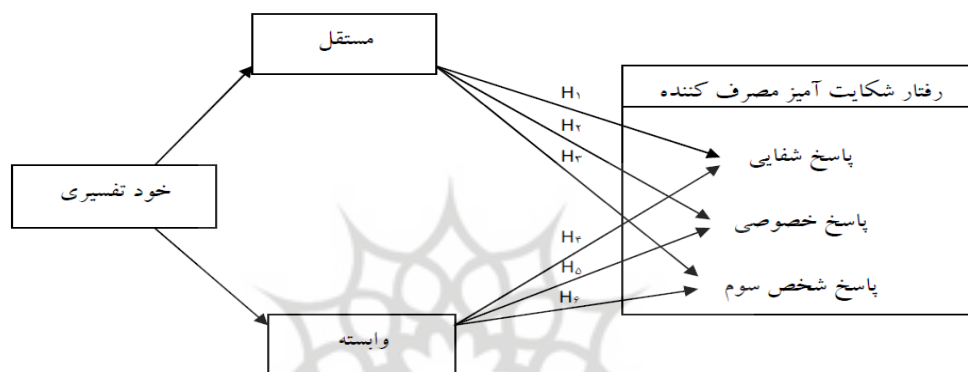 مستقل
رفتار شکایت آمیز مصرف کننده
H۱
H۲
H۳
پاسخ شفایی
خود تفسیری
پاسخ خصوصی
H۴
H۵
H۶
پاسخ شخص سوم
وابسته